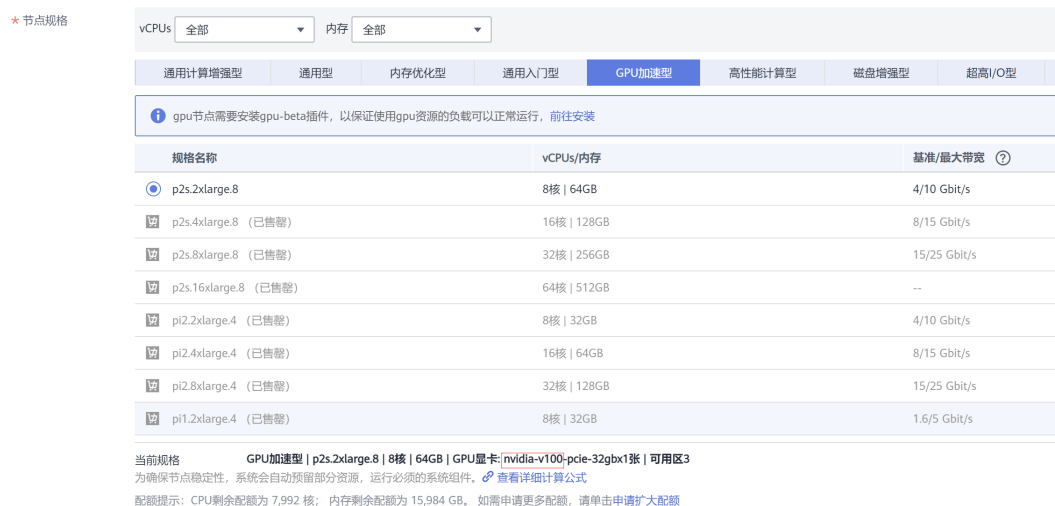 * 节点规格
vCPUs 全部 内存 全部
通用计算增强型 通用型 内存优化型 通用入门型 GPU加速型 高性能计算型 磁盘增强型 超高I/O型
gpu节点需要安装gpu-beta插件，以保证使用gpu资源的负载可以正常运行，前往安装
规格名称 vCPUs/内存 基准/最大带宽 ?
p2s.2xlarge.8 8核 | 64GB 4/10 Gbit/s
p2s.4xlarge.8 （已售罄） 16核 | 128GB 8/15 Gbit/s
p2s.8xlarge.8 （已售罄） 32核 | 256GB 15/25 Gbit/s
p2s.16xlarge.8 （已售罄） 64核 | 512GB --
pi2.2xlarge.4 （已售罄） 8核 | 32GB 4/10 Gbit/s
pi2.4xlarge.4 （已售罄） 16核 | 64GB 8/15 Gbit/s
pi2.8xlarge.4 （已售罄） 32核 | 128GB 15/25 Gbit/s
pi1.2xlarge.4 （已售罄） 8核 | 32GB 1.6/5 Gbit/s
当前规格 GPU加速型 | p2s.2xlarge.8 | 8核 | 64GB | GPU显卡: nvidia-v100-pcie-32gbx1张 | 可用区3
为确保节点稳定性，系统会自动预留部分资源，运行必须的系统组件。 查看详细计算公式
配额提示：CPU剩余配额为 7,992 核； 内存剩余配额为 15,984 GB。 如需申请更多配额，请单击申请扩大配额